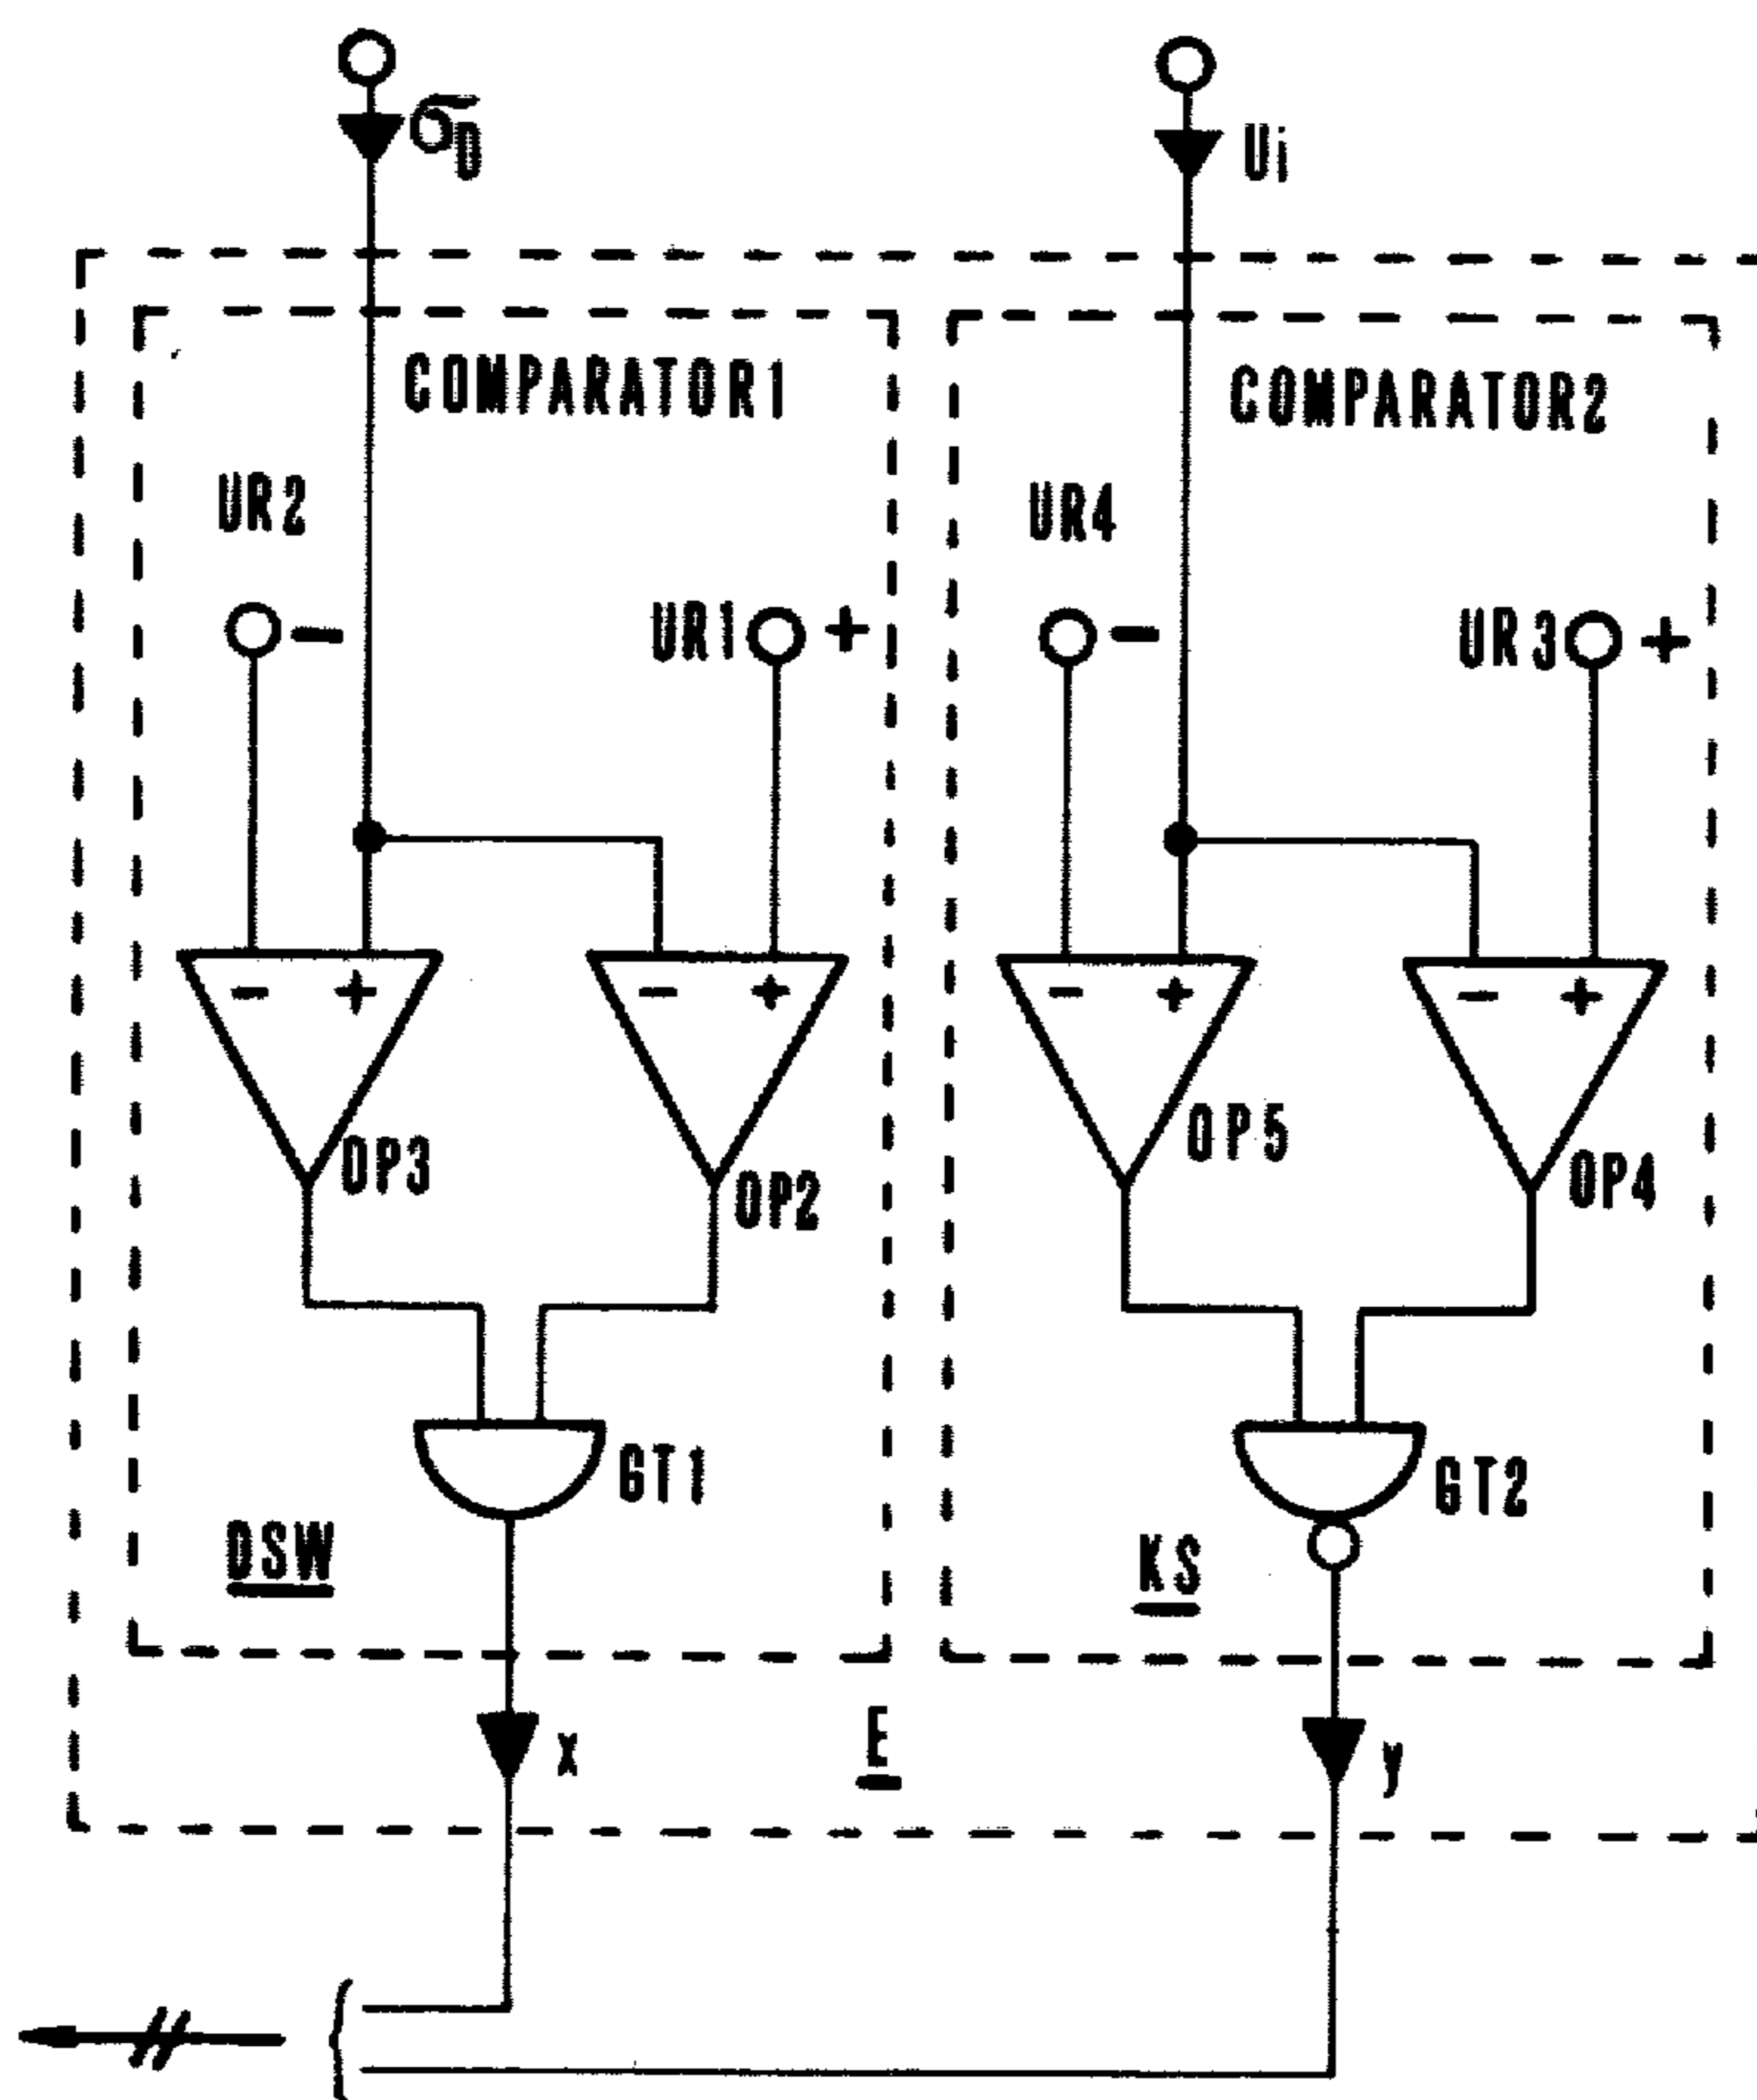 σD
Ui
COMPARATOR1
COMPARATOR2
UR2
UR4
-
UR1
+
-
UR3
+
- +
- +
- +
- +
OP3
OP2
OP5
OP4
GT1
GT2
DSW
KS
x
E
y